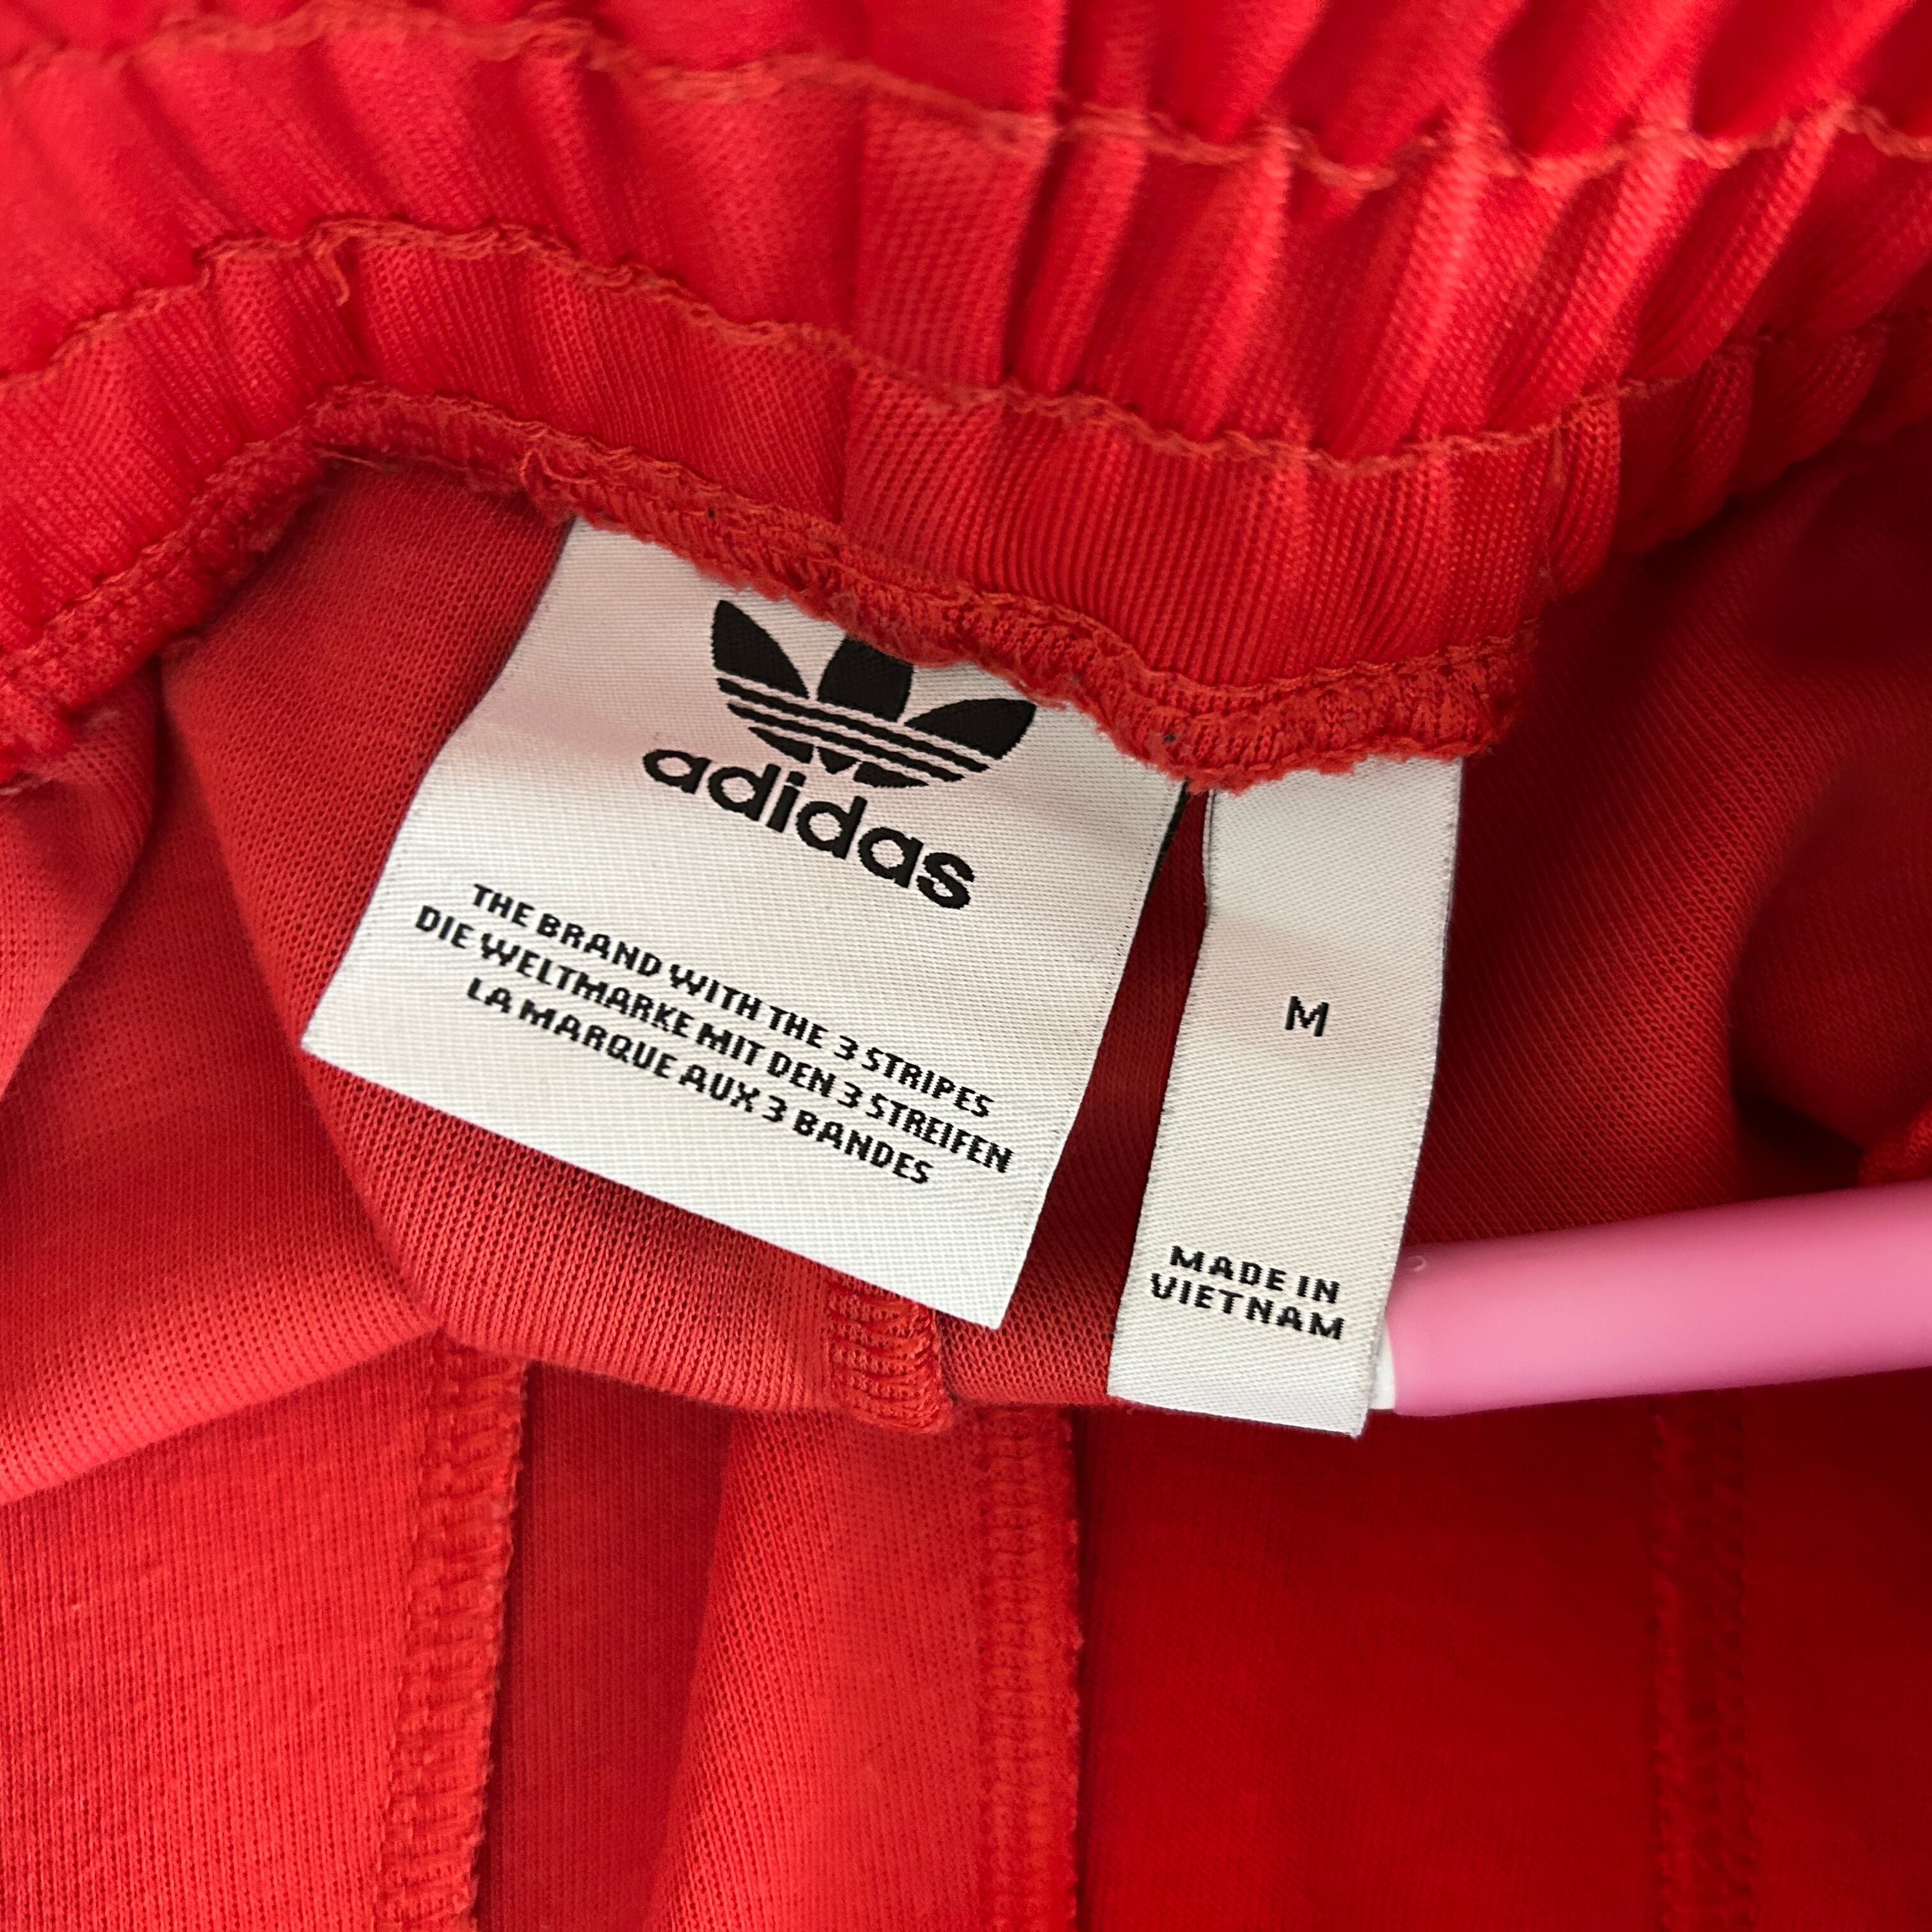 adidas
THE BRAND WITH THE 3 STRIPES
DIE WELTMARKE MIT DEN 3 STREIFEN
LA MARQUE AUX 3 BANDES
M
MADE IN
VIETNAM